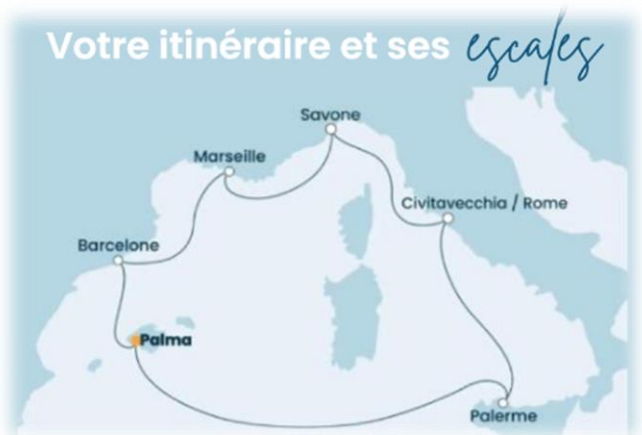 Votre itinéraire et ses escales
Savone
Marseille
Civitavecchia / Rome
Barcelone
Palma
Palerme